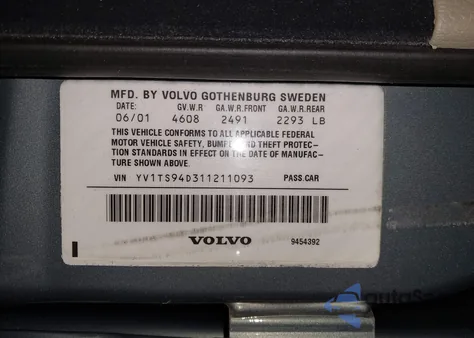 MFD. BY VOLVO GOTHENBURG SWEDEN
DATE: GV.W.R GA.W.R.FRONT GA.W.R.REAR
06/01 4608 2491 2293 LB
THIS VEHICLE CONFORMS TO ALL APPLICABLE FEDERAL
MOTOR VEHICLE SAFETY, BUMPER AND THEFT PROTEC-
TION STANDARDS IN EFFECT ON THE DATE OF MANUFAC-
TURE SHOWN ABOVE.
VIN YV1TS94D311211093 PASS.CAR
VOLVO 9454392